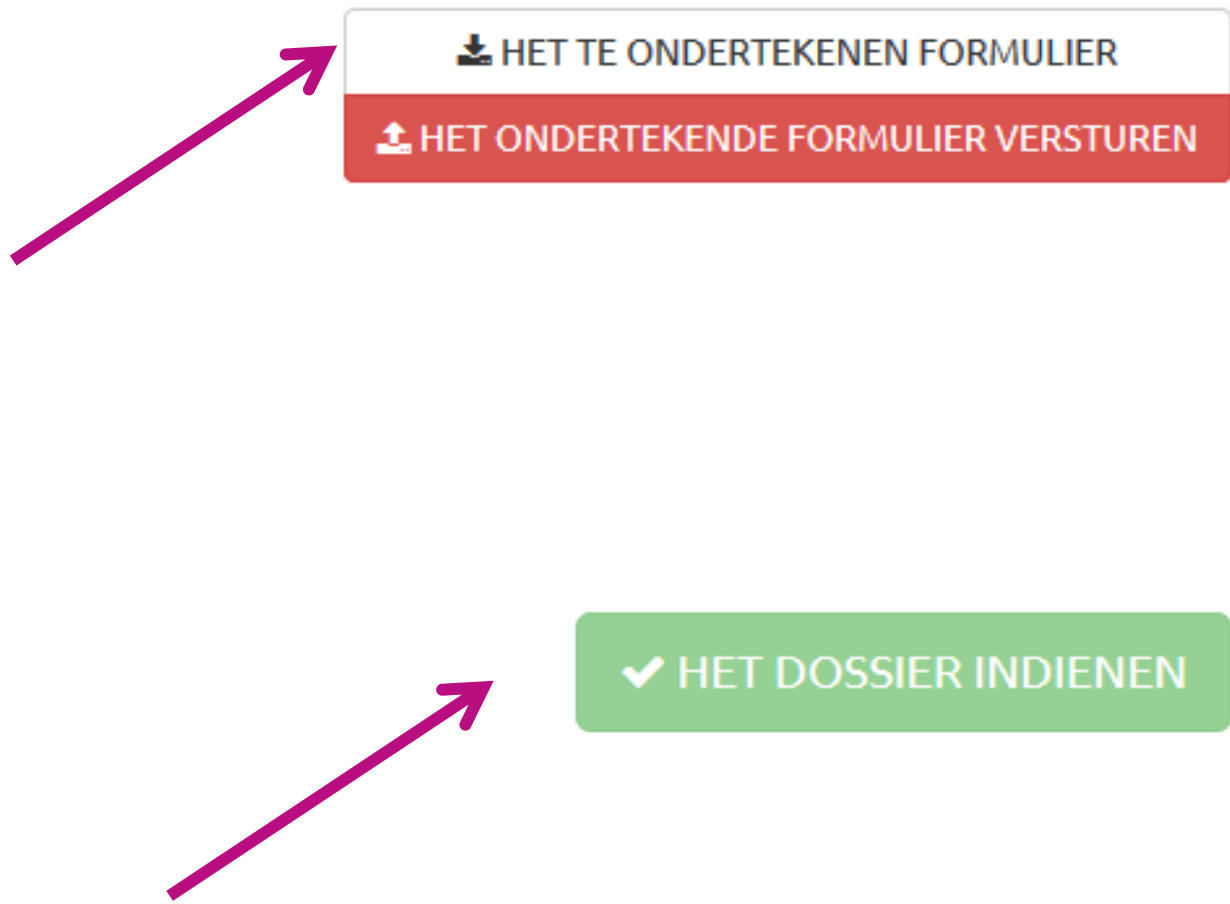 HET TE ONDERTEKENEN FORMULIER
HET ONDERTEKENDE FORMULIER VERSTUREN
HET DOSSIER INDIENEN